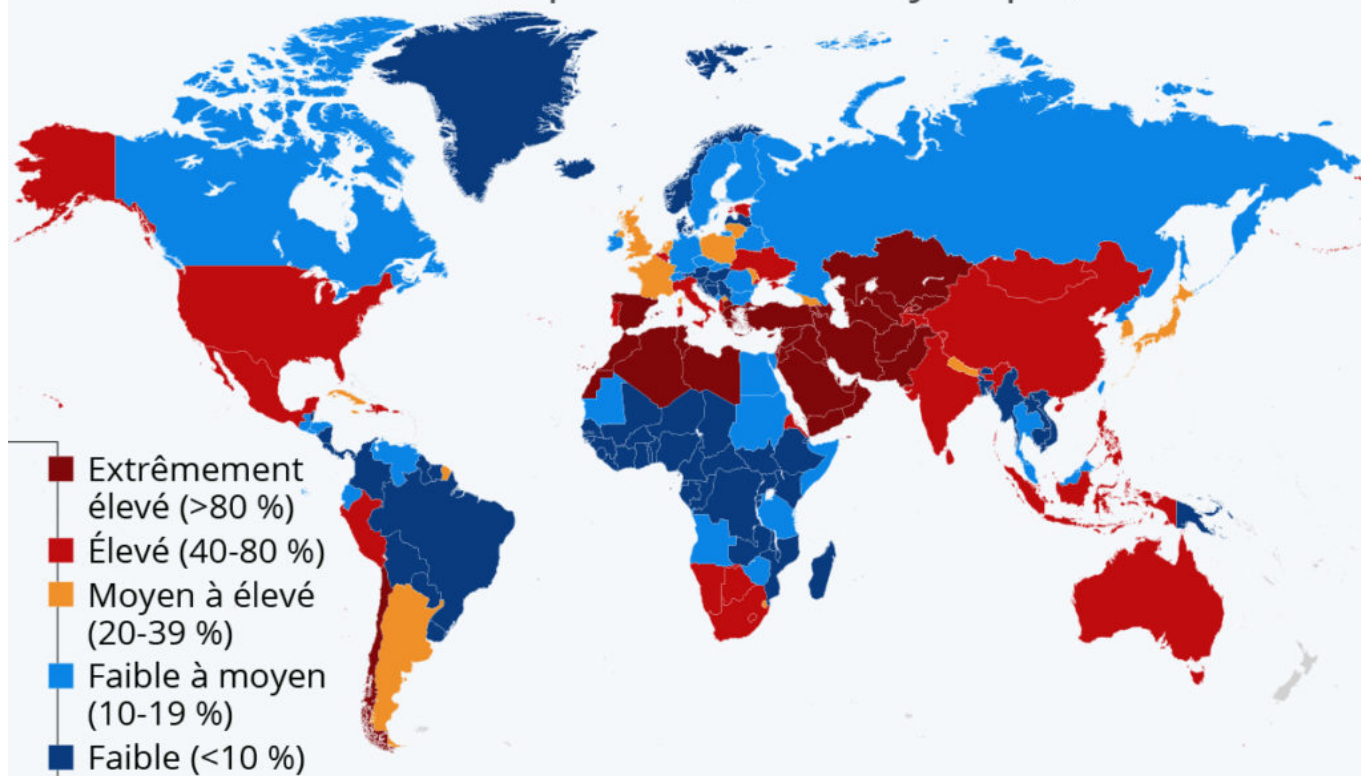 Extrêmement
élevé (>80 %)
Élevé (40-80 %)
Moyen à élevé
(20-39 %)
Faible à moyen
(10-19 %)
Faible (<10 %)